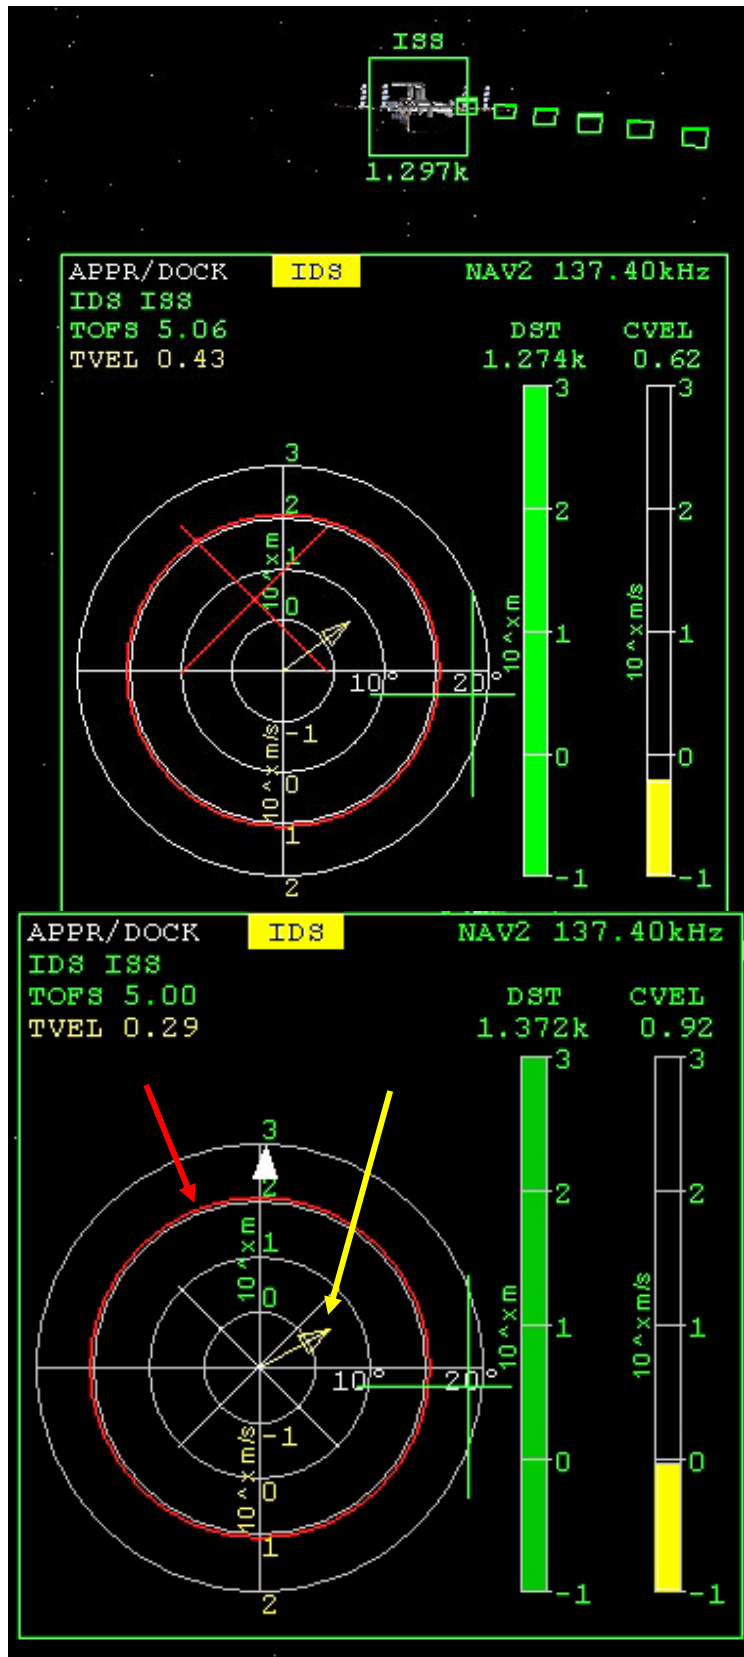 ISS
1.297k
APPR/DOCK IDS NAV2 137.40kHz
IDS ISS
TOFS 5.06 DST CVEL
TVEL 0.43 1.274k 0.62
3 3
3
2
2 2
10^x m
1
0
10^x m 1 10^x m/s 1
10° 20°
-1
10^x m/s
0 0 0
1
2 -1 -1
APPR/DOCK IDS NAV2 137.40kHz
IDS ISS
TOFS 5.00 DST CVEL
TVEL 0.29 1.372k 0.92
3 3
3
2 2 2
10^x m
1
0
10^x m 1 10^x m/s 1
10° 20°
-1
10^x m/s
0 0 0
1
2 -1 -1